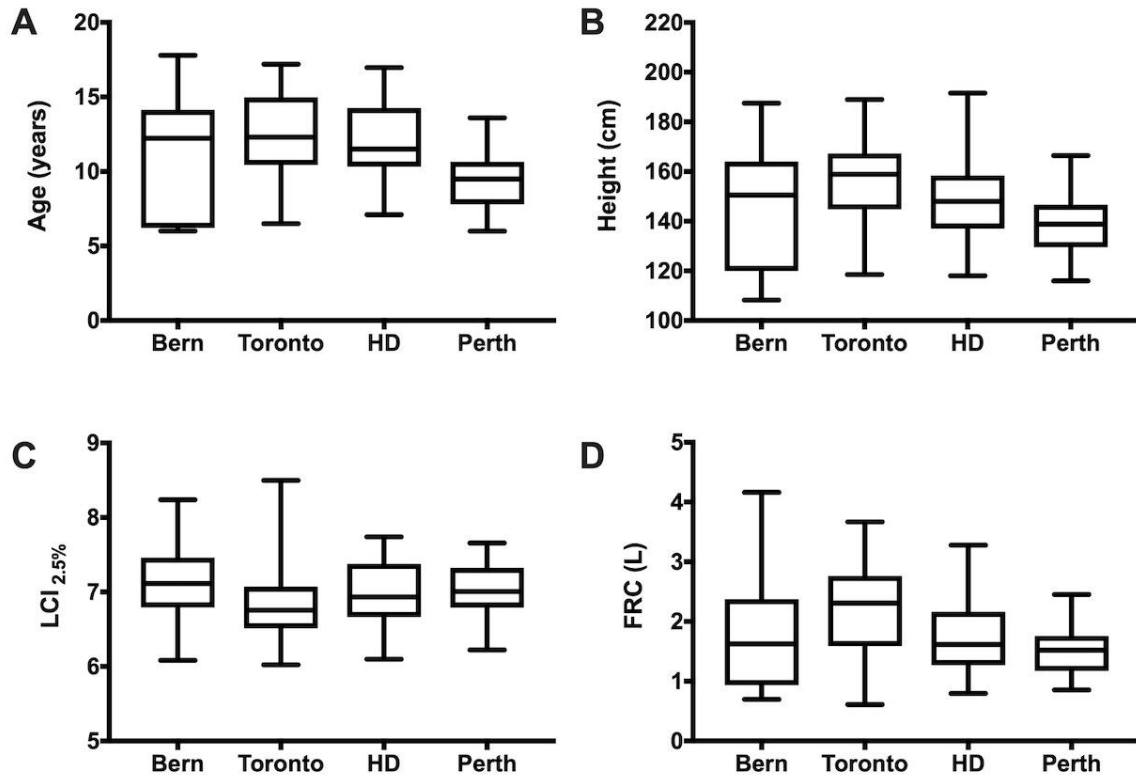 A
Age (years)
20
15
10
5
0
Bern Toronto HD Perth
B
Height (cm)
220
200
180
160
140
120
100
Bern Toronto HD Perth
C
LCI2.5%
9
8
7
6
5
Bern Toronto HD Perth
D
FRC (L)
5
4
3
2
1
0
Bern Toronto HD Perth